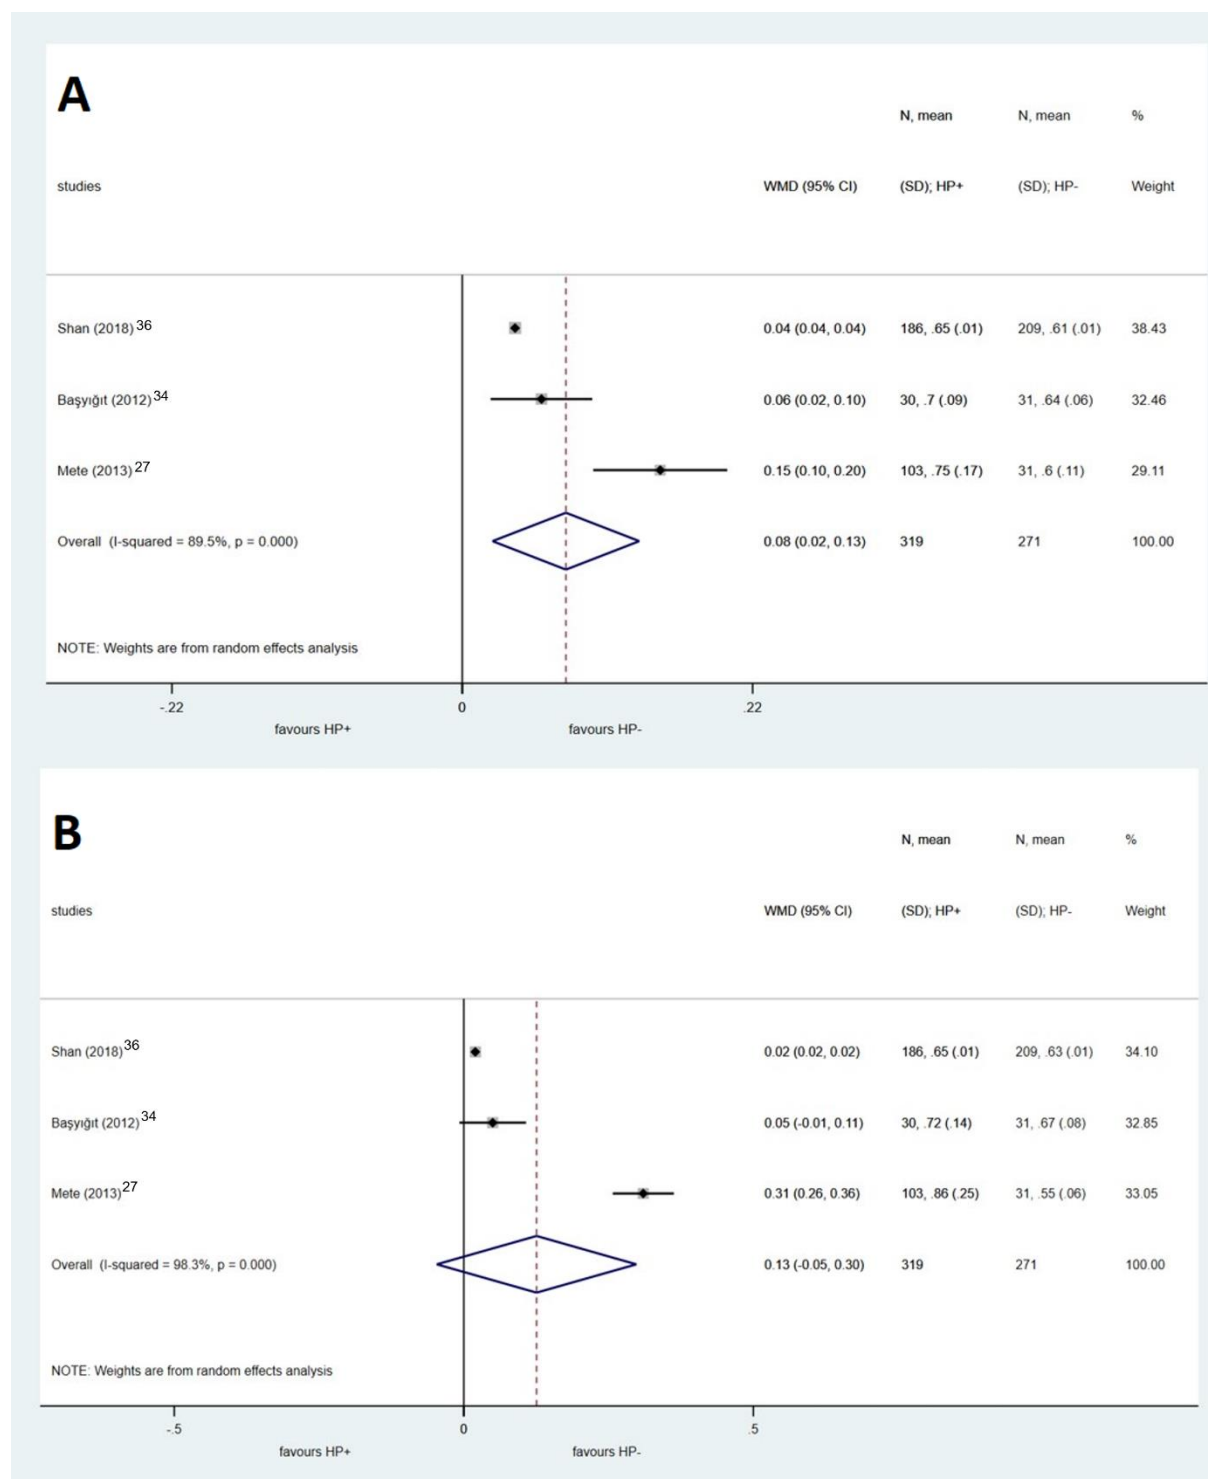 A
N, mean N, mean %
studies WMD (95% CI) (SD); HP+ (SD); HP- Weight
Shan (2018) 36 0.04 (0.04, 0.04) 186, .65 (.01) 209, .61 (.01) 38.43
Başyığıt (2012) 34 0.06 (0.02, 0.10) 30, .7 (.09) 31, .64 (.06) 32.46
Mete (2013) 27 0.15 (0.10, 0.20) 103, .75 (.17) 31, .6 (.11) 29.11
Overall (I-squared = 89.5%, p = 0.000) 0.08 (0.02, 0.13) 319 271 100.00
NOTE: Weights are from random effects analysis
-.22 0 .22
favours HP+ favours HP-
B
N, mean N, mean %
studies WMD (95% CI) (SD); HP+ (SD); HP- Weight
Shan (2018) 36 0.02 (0.02, 0.02) 186, .65 (.01) 209, .63 (.01) 34.10
Başyığıt (2012) 34 0.05 (-0.01, 0.11) 30, .72 (.14) 31, .67 (.08) 32.85
Mete (2013) 27 0.31 (0.26, 0.36) 103, .86 (.25) 31, .55 (.06) 33.05
Overall (I-squared = 98.3%, p = 0.000) 0.13 (-0.05, 0.30) 319 271 100.00
NOTE: Weights are from random effects analysis
-.5 0 .5
favours HP+ favours HP-